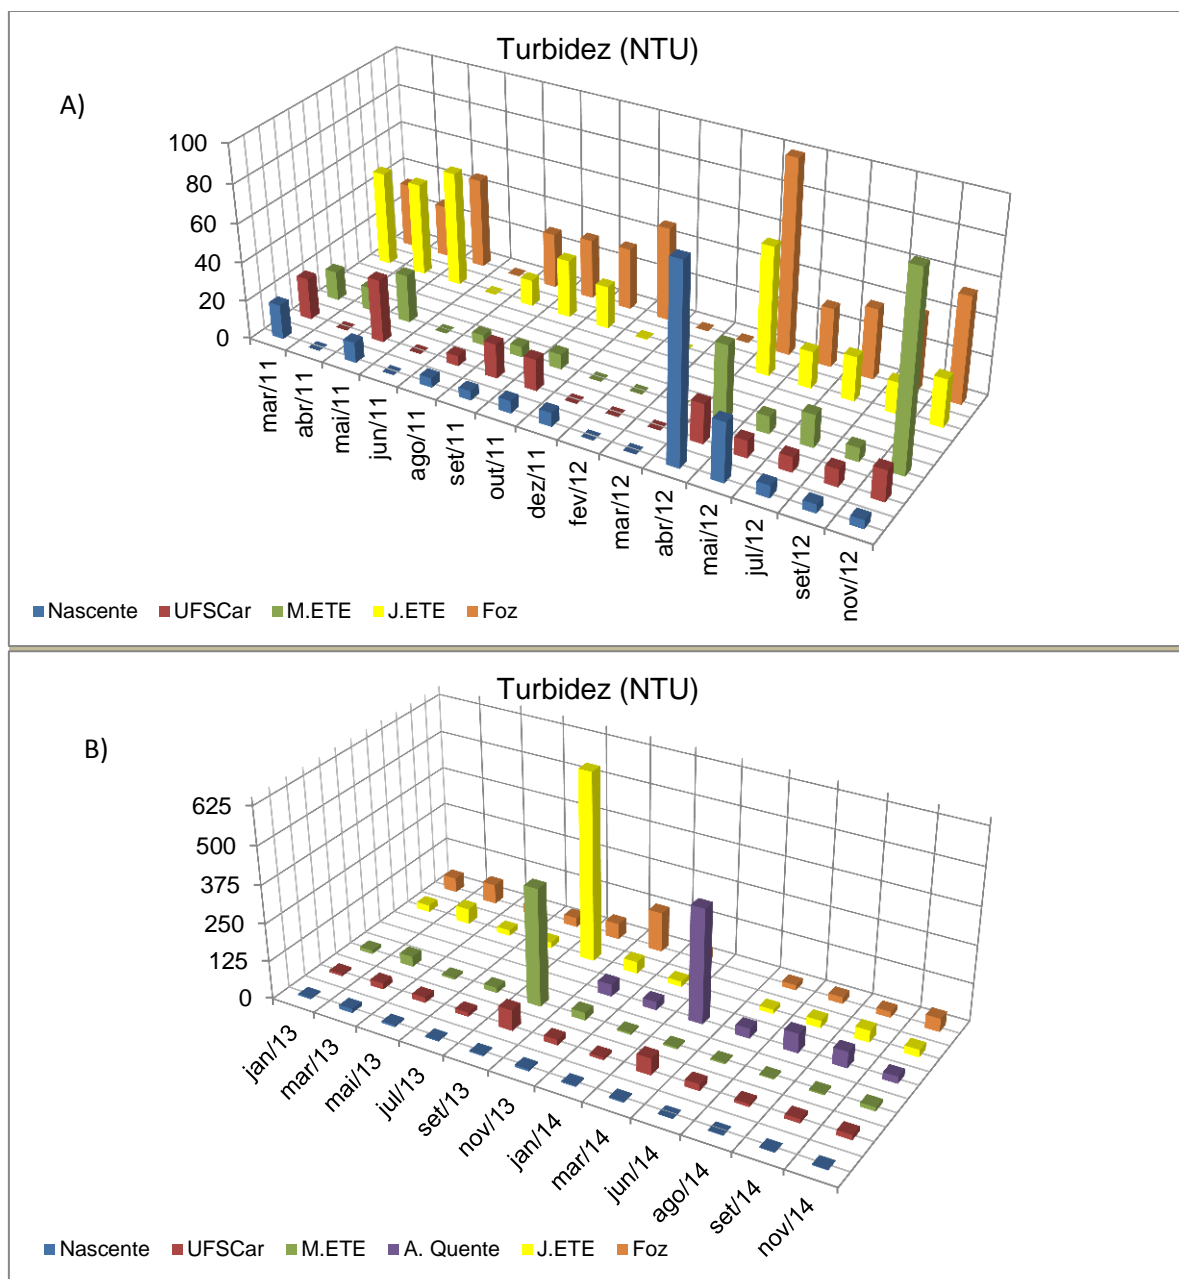 Turbidez (NTU)
A)
100
80
60
40
20
0
mar/11
abr/11
mai/11
jun/11
ago/11
set/11
out/11
dez/11
fev/12
mar/12
abr/12
mai/12
jul/12
set/12
nov/12
Nascente UFSCar M.ETE J.ETE Foz
Turbidez (NTU)
B)
625
500
375
250
125
0
jan/13
mar/13
mai/13
jul/13
set/13
nov/13
jan/14
mar/14
jun/14
ago/14
set/14
nov/14
Nascente UFSCar M.ETE A. Quente J.ETE Foz